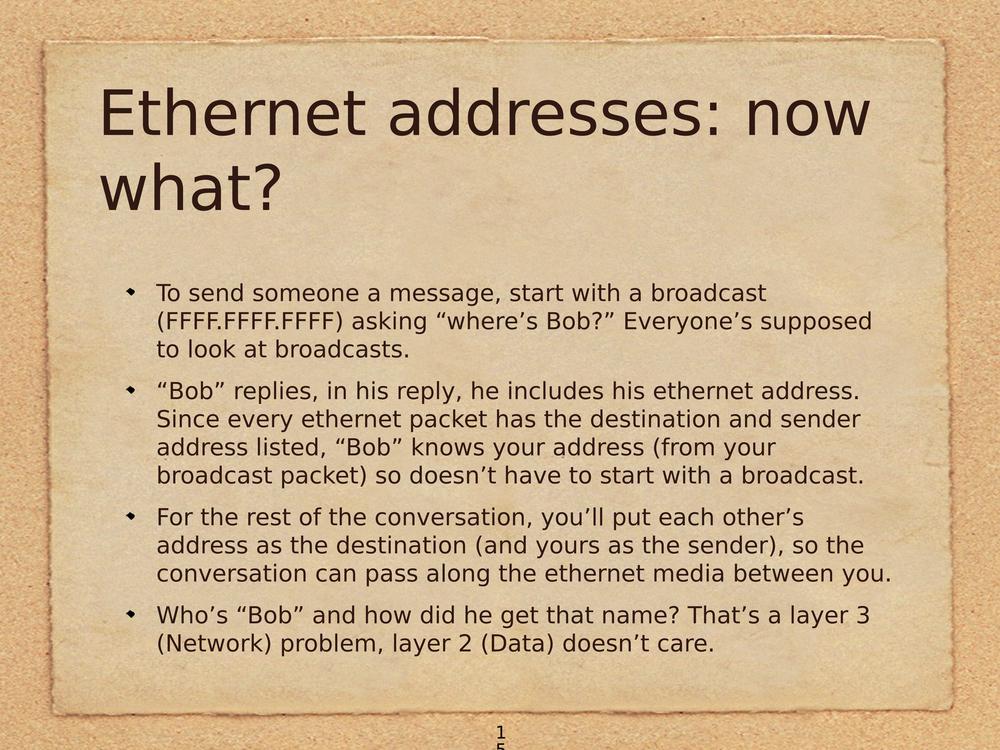 Ethernet addresses: now
what?
To send someone a message, start with a broadcast
(FFFF.FFFF.FFFF) asking “where’s Bob?” Everyone’s supposed
to look at broadcasts.
“Bob” replies, in his reply, he includes his ethernet address.
Since every ethernet packet has the destination and sender
address listed, “Bob” knows your address (from your
broadcast packet) so doesn’t have to start with a broadcast.
For the rest of the conversation, you’ll put each other’s
address as the destination (and yours as the sender), so the
conversation can pass along the ethernet media between you.
Who’s “Bob” and how did he get that name? That’s a layer 3
(Network) problem, layer 2 (Data) doesn’t care.
1
5